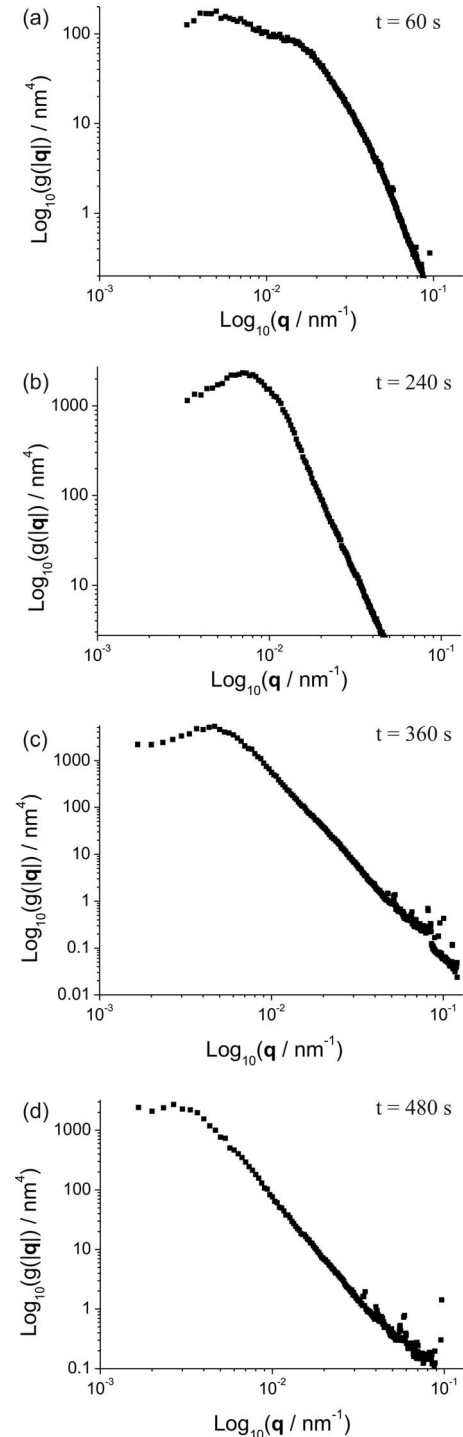 (a)
t = 60 s
100
10
1
Log₁₀(g(|q|) / nm⁴)
10⁻³
10⁻²
10⁻¹
Log₁₀(q / nm⁻¹)
(b)
t = 240 s
1000
100
10
Log₁₀(g(|q|) / nm⁴)
10⁻³
10⁻²
10⁻¹
Log₁₀(q / nm⁻¹)
(c)
t = 360 s
1000
100
10
1
0.1
0.01
Log₁₀(g(|q|) / nm⁴)
10⁻³
10⁻²
10⁻¹
Log₁₀(q / nm⁻¹)
(d)
t = 480 s
1000
100
10
1
0.1
Log₁₀(g(|q|) / nm⁴)
10⁻³
10⁻²
10⁻¹
Log₁₀(q / nm⁻¹)